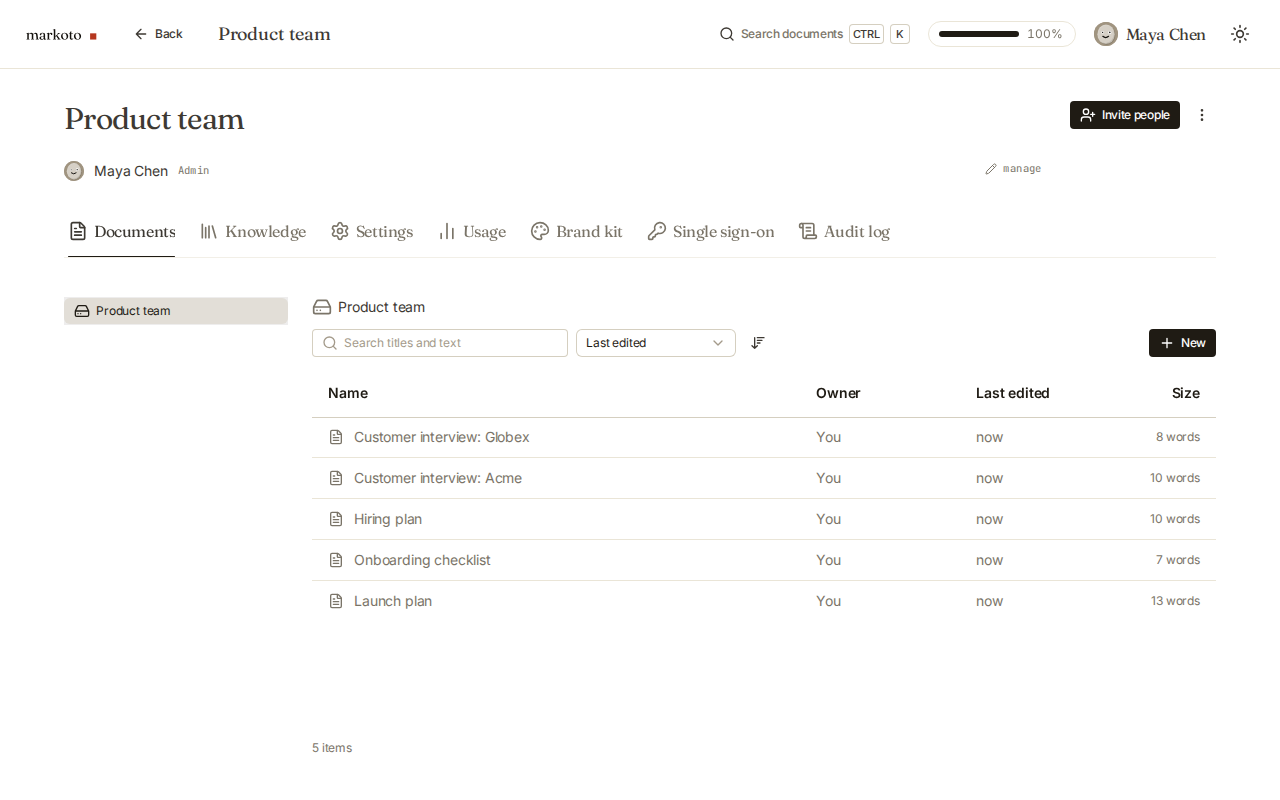 markoto
Back
Product team
Search documents CTRL K
100%
Maya Chen
Product team
Invite people
Maya Chen Admin
manage
Documents Knowledge Settings Usage Brand kit Single sign-on Audit log
Product team
Product team
Search titles and text
Last edited
New
Name Owner Last edited Size
Customer interview: Globex You now 8 words
Customer interview: Acme You now 10 words
Hiring plan You now 10 words
Onboarding checklist You now 7 words
Launch plan You now 13 words
5 items